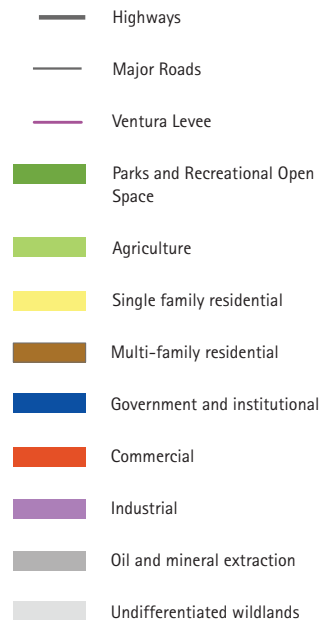 Highways
Major Roads
Ventura Levee
Parks and Recreational Open
Space
Agriculture
Single family residential
Multi-family residential
Government and institutional
Commercial
Industrial
Oil and mineral extraction
Undifferentiated wildlands